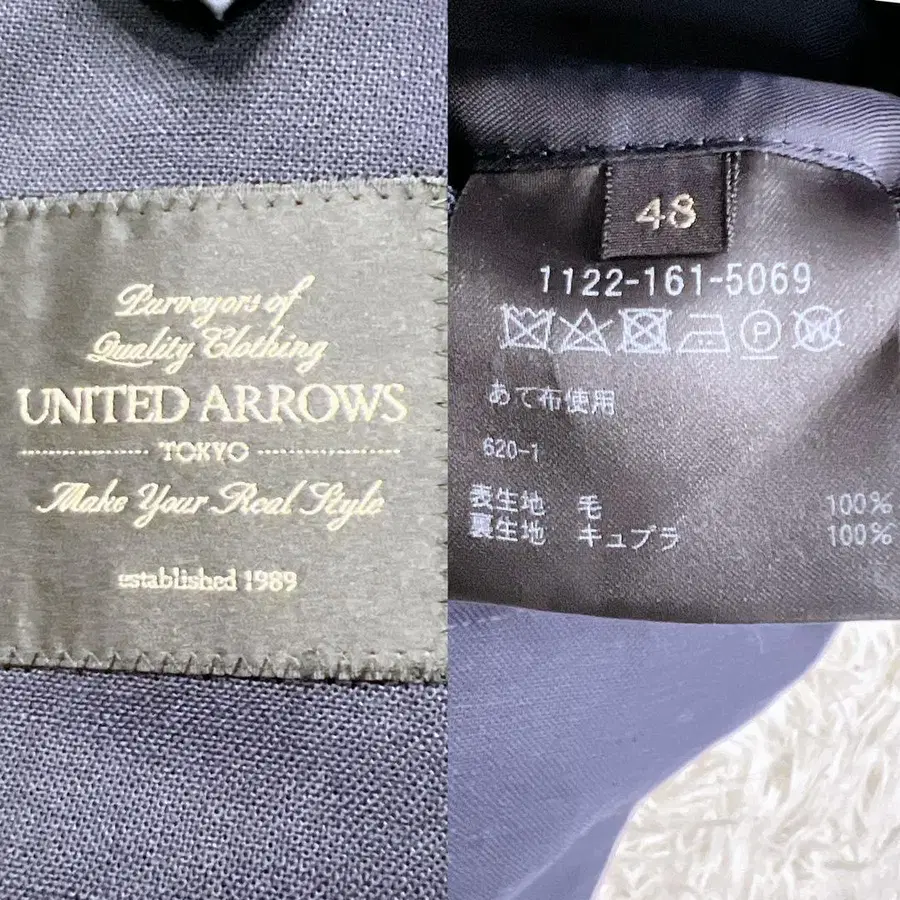 Purveyors of
Quality Clothing
UNITED ARROWS
TOKYO
Make Your Real Style
established 1989
48
1122-161-5069
P
W
あて布使用
620-1
表生地 毛 100%
裏生地 キュプラ 100%